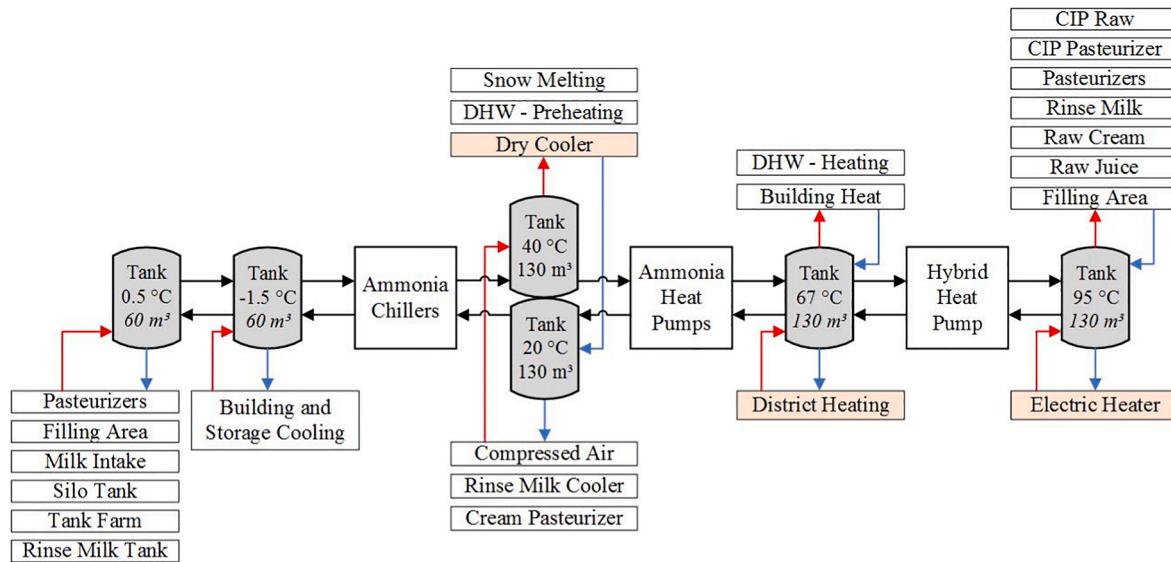 CIP Raw
CIP Pasteurizer
Pasteurizers
Rinse Milk
Raw Cream
Raw Juice
Filling Area
Snow Melting
DHW - Preheating
Dry Cooler
DHW - Heating
Building Heat
Tank
0.5 °C
60 m³
Tank
-1.5 °C
60 m³
Ammonia
Chillers
Tank
40 °C
130 m³
Tank
20 °C
130 m³
Ammonia
Heat
Pumps
Tank
67 °C
130 m³
Hybrid
Heat
Pump
Tank
95 °C
130 m³
Pasteurizers
Filling Area
Milk Intake
Silo Tank
Tank Farm
Rinse Milk Tank
Building and
Storage Cooling
Compressed Air
Rinse Milk Cooler
Cream Pasteurizer
District Heating
Electric Heater